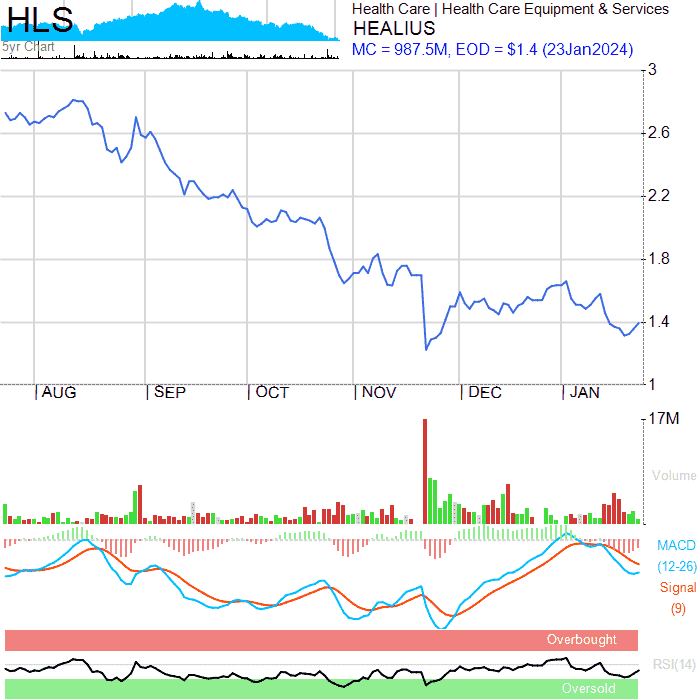 HLS
5yr Chart
Health Care | Health Care Equipment & Services
HEALIUS
MC = 987.5M, EOD = $1.4 (23Jan2024)
3
2.6
2.2
1.8
1.4
1
AUG SEP OCT NOV DEC JAN
17M
Volume
MACD
(12-26)
Signal
(9)
Overbought
RSI(14)
Oversold